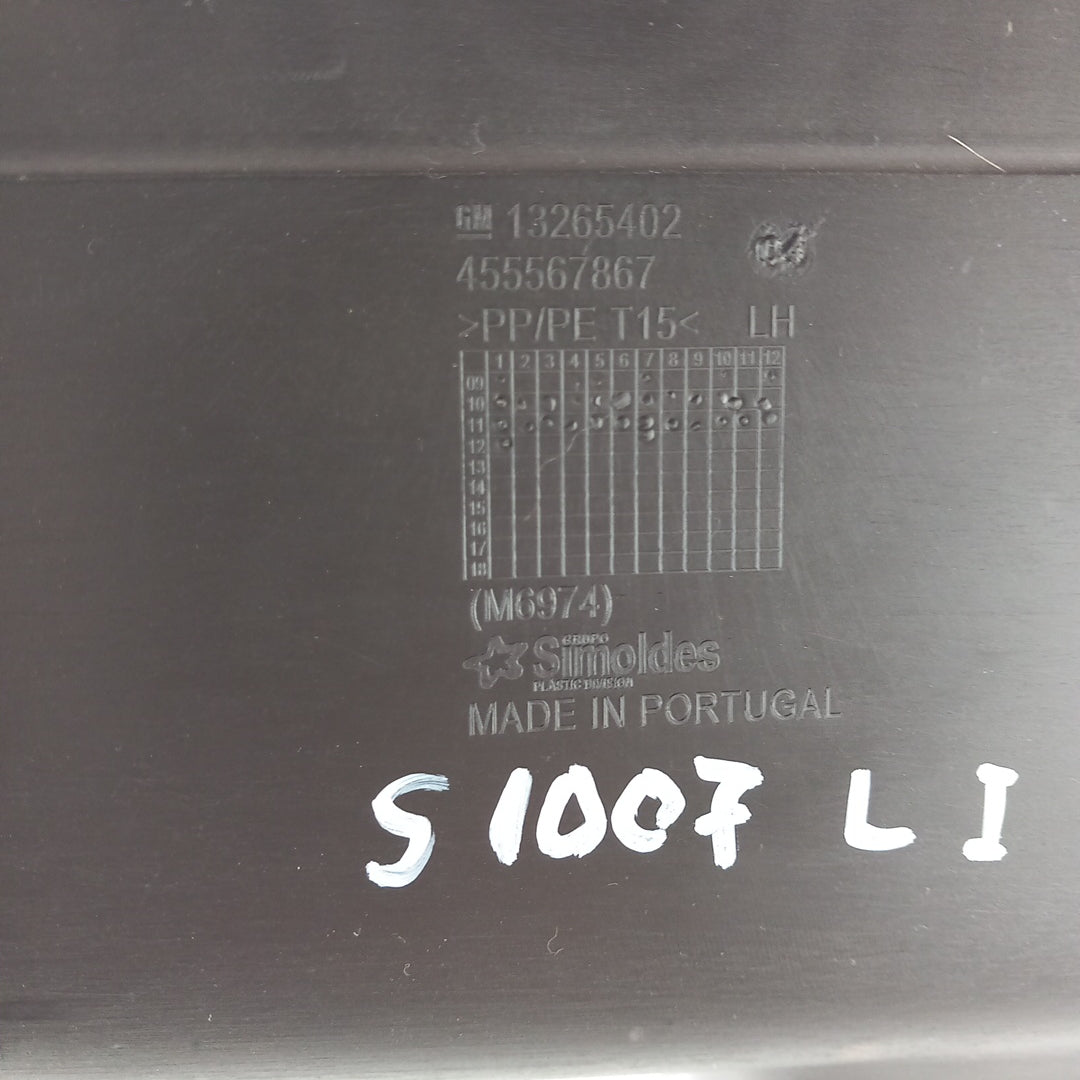 GM 13265402
455567867
>PP/PE T15< LH
1 2 3 4 5 6 7 8 9 10 11 12
09
10
11
12
13
14
15
16
17
18
(M6974)
GRUPO
Simoldes
PLASTIC DIVISION
MADE IN PORTUGAL
S 1007 L I